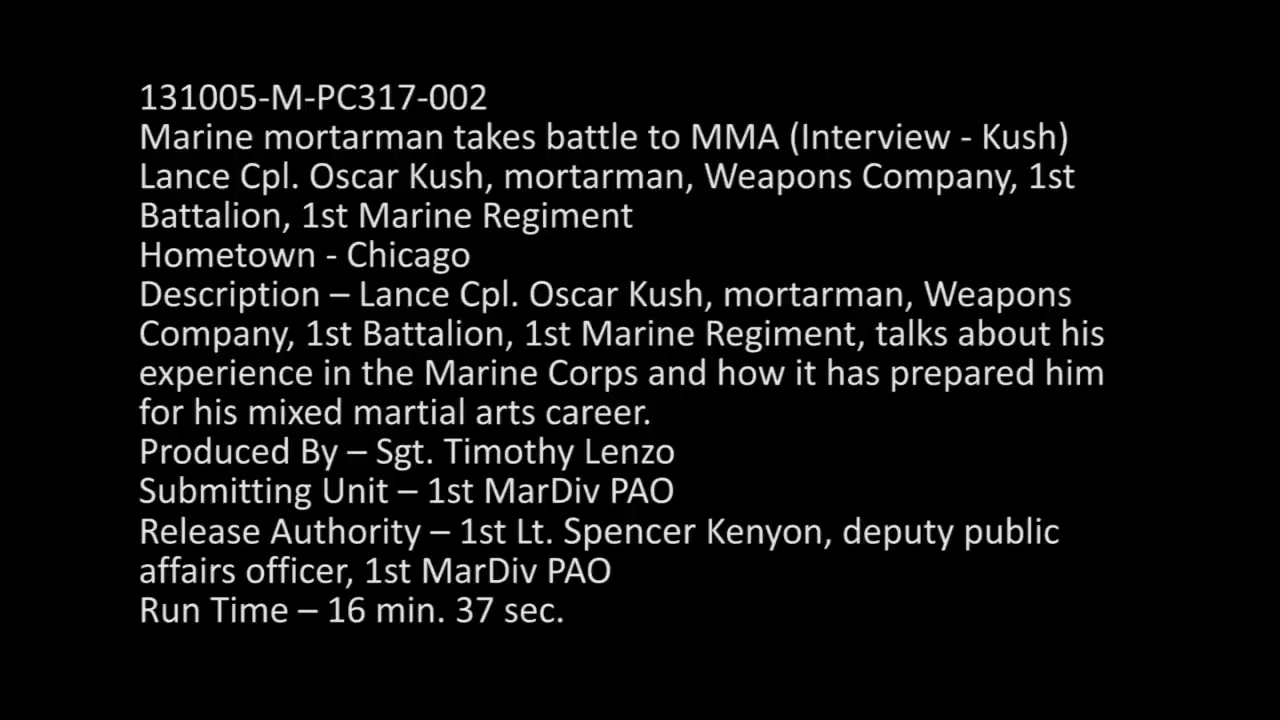 131005-M-PC317-002
Marine mortarman takes battle to MMA (Interview - Kush)
Lance Cpl. Oscar Kush, mortarman, Weapons Company, 1st
Battalion, 1st Marine Regiment
Hometown - Chicago
Description – Lance Cpl. Oscar Kush, mortarman, Weapons
Company, 1st Battalion, 1st Marine Regiment, talks about his
experience in the Marine Corps and how it has prepared him
for his mixed martial arts career.
Produced By – Sgt. Timothy Lenzo
Submitting Unit – 1st MarDiv PAO
Release Authority – 1st Lt. Spencer Kenyon, deputy public
affairs officer, 1st MarDiv PAO
Run Time – 16 min. 37 sec.